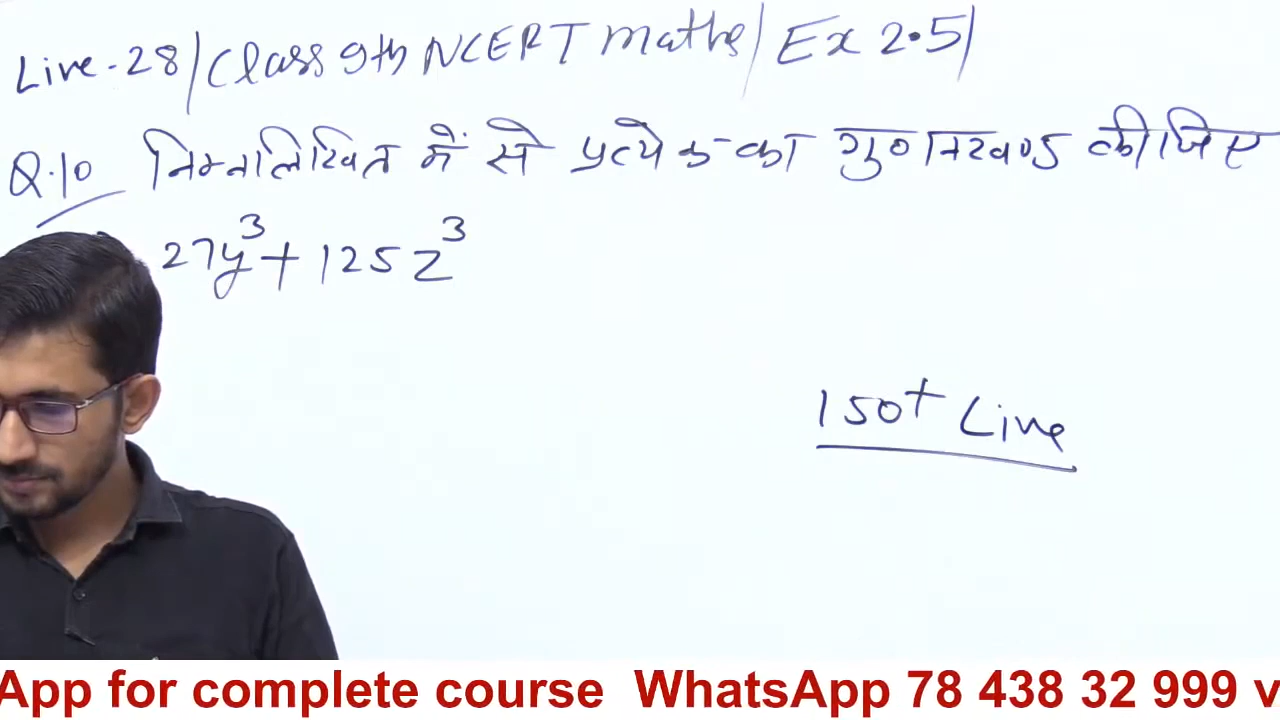 Live-28/Class 9th NCERT maths/Ex 2.5/
Q.10 निम्नलिखित में से प्रत्येक का गुणनखण्ड कीजिए
27y³+125z³
150+ Live
App for complete course WhatsApp 78 438 32 999 v